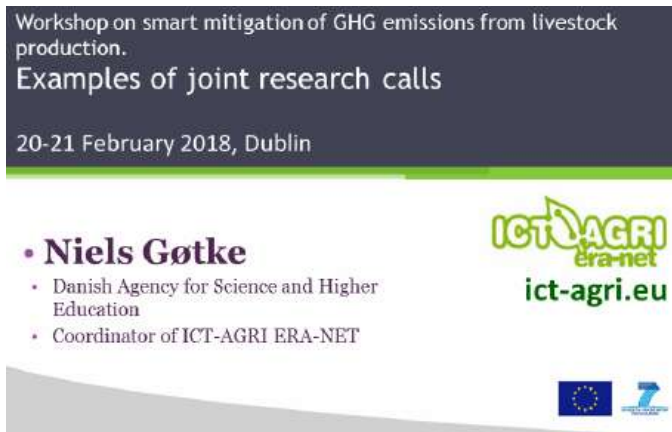 Workshop on smart mitigation of GHG emissions from livestock
production.
Examples of joint research calls
20-21 February 2018, Dublin
• Niels Gøtke
• Danish Agency for Science and Higher
Education
• Coordinator of ICT-AGRI ERA-NET
ICT-AGRI
era-net
ict-agri.eu